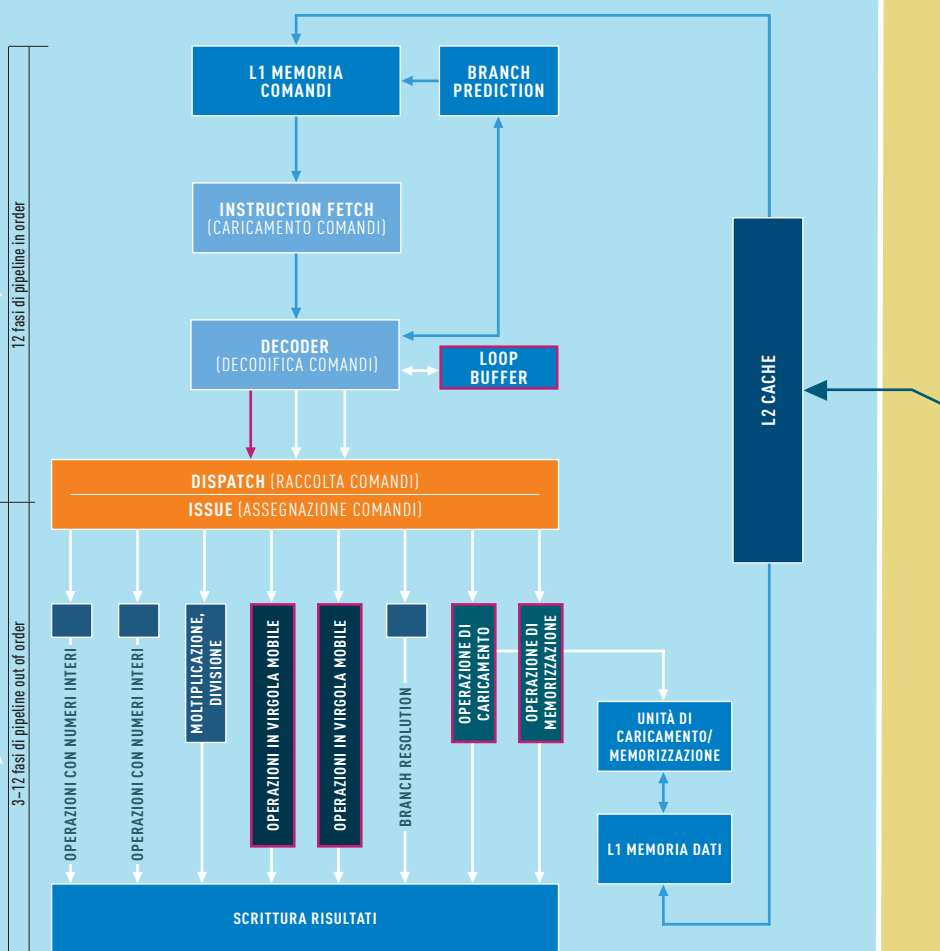 L1 MEMORIA
COMANDI
BRANCH
PREDICTION
INSTRUCTION FETCH
(CARICAMENTO COMANDI)
DECODER
(DECODIFICA COMANDI)
LOOP
BUFFER
L2 CACHE
12 fasi di pipeline in order
DISPATCH (RACCOLTA COMANDI)
ISSUE (ASSEGNAZIONE COMANDI)
3–12 fasi di pipeline out of order
OPERAZIONI CON NUMERI INTERI
OPERAZIONI CON NUMERI INTERI
MOLTIPLICAZIONE,
DIVISIONE
OPERAZIONI IN VIRGOLA MOBILE
OPERAZIONI IN VIRGOLA MOBILE
BRANCH RESOLUTION
OPERAZIONE DI
CARICAMENTO
OPERAZIONE DI
MEMORIZZAZIONE
UNITÀ DI
CARICAMENTO/
MEMORIZZAZIONE
L1 MEMORIA DATI
SCRITTURA RISULTATI